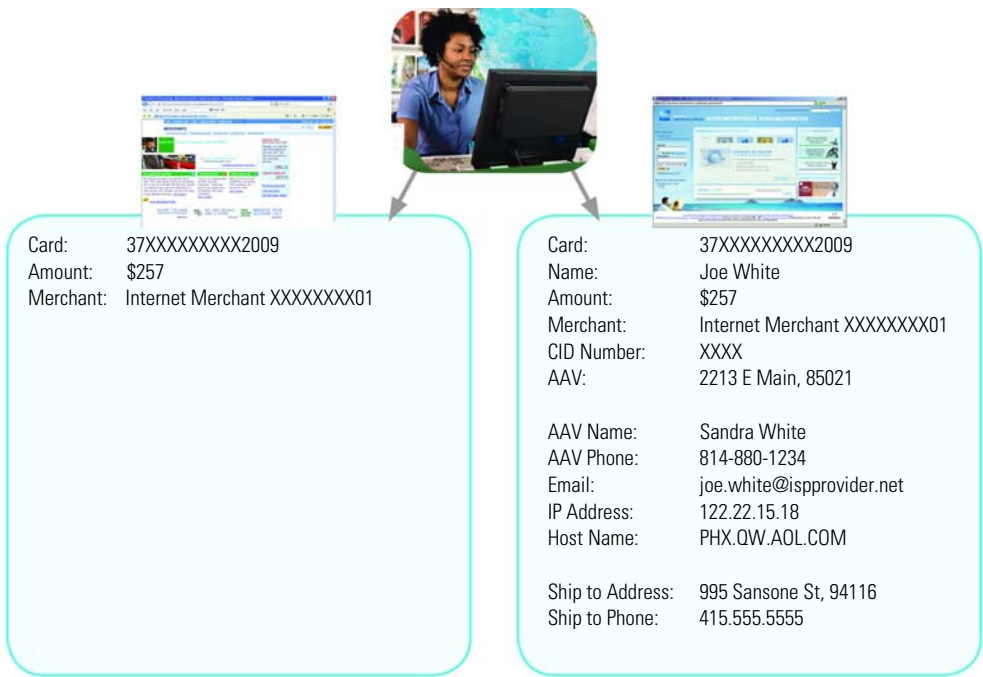 MERCHANTS
Card: 37XXXXXXXXX2009
Amount: $257
Merchant: Internet Merchant XXXXXXXX01
Card: 37XXXXXXXXX2009
Name: Joe White
Amount: $257
Merchant: Internet Merchant XXXXXXXX01
CID Number: XXXX
AAV: 2213 E Main, 85021
AAV Name: Sandra White
AAV Phone: 814-880-1234
Email: joe.white@ispprovider.net
IP Address: 122.22.15.18
Host Name: PHX.QW.AOL.COM
Ship to Address: 995 Sansone St, 94116
Ship to Phone: 415.555.5555